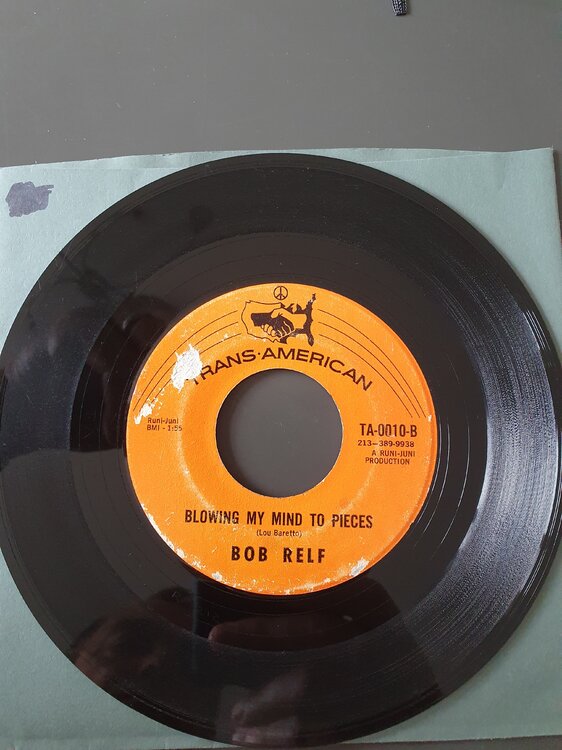 TRANS·AMERICAN
Runi-Juni
BMI - 1:55
TA-0010-B
213-389-9938
A RUNI-JUNI
PRODUCTION
BLOWING MY MIND TO PIECES
(Lou Baretto)
BOB RELF